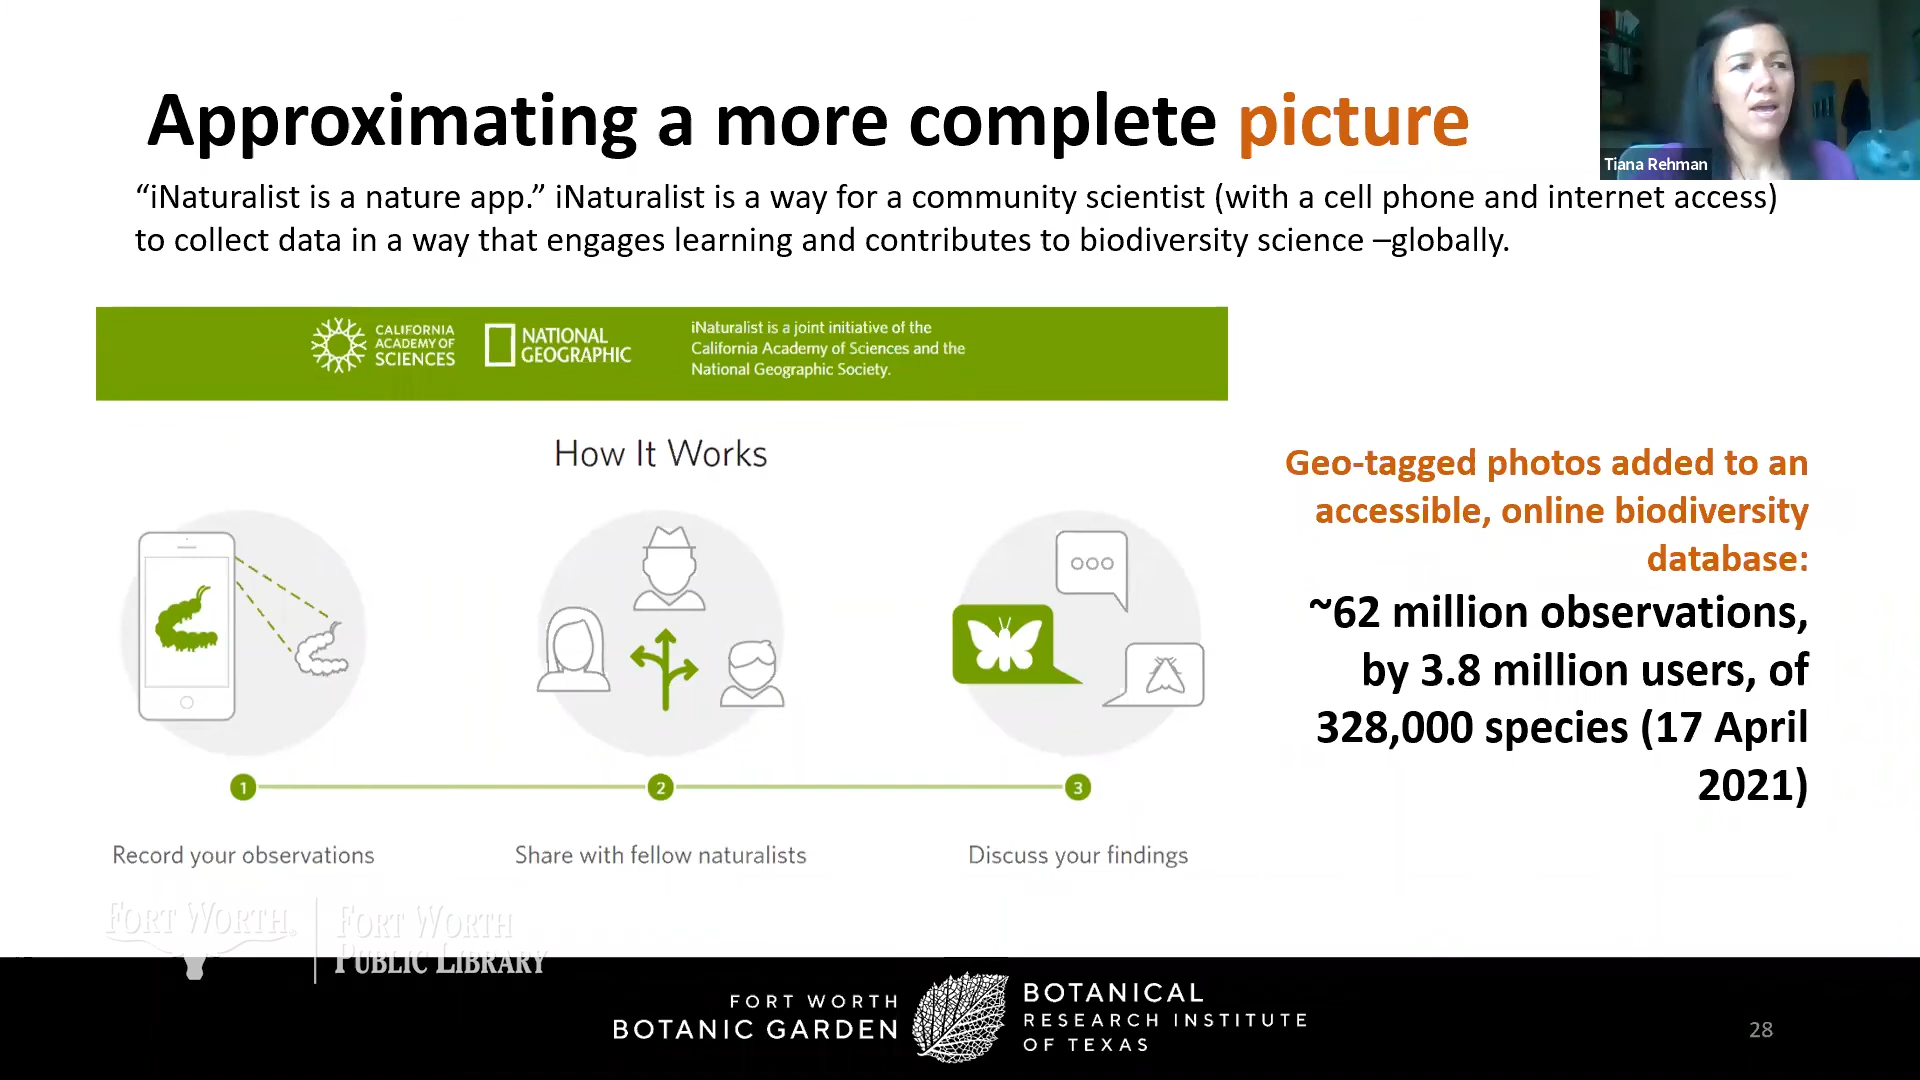 Approximating a more complete picture
Tiana Rehman
“iNaturalist is a nature app.” iNaturalist is a way for a community scientist (with a cell phone and internet access)
to collect data in a way that engages learning and contributes to biodiversity science –globally.
CALIFORNIA
ACADEMY OF
SCIENCES
NATIONAL
GEOGRAPHIC
iNaturalist is a joint initiative of the
California Academy of Sciences and the
National Geographic Society.
How It Works
1
2
3
Record your observations
Share with fellow naturalists
Discuss your findings
Geo-tagged photos added to an
accessible, online biodiversity
database:
~62 million observations,
by 3.8 million users, of
328,000 species (17 April
2021)
FORT WORTH®
FORT WORTH
PUBLIC LIBRARY
FORT WORTH
BOTANIC GARDEN
BOTANICAL
RESEARCH INSTITUTE
OF TEXAS
28